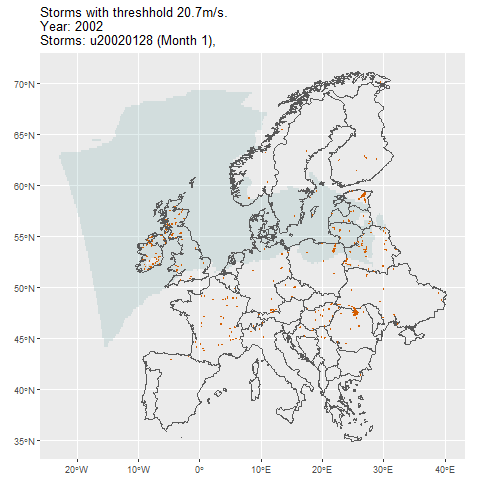 Storms with threshhold 20.7m/s.
Year: 2002
Storms: u20020128 (Month 1),
70°N
65°N
60°N
55°N
50°N
45°N
40°N
35°N
20°W
10°W
0°
10°E
20°E
30°E
40°E